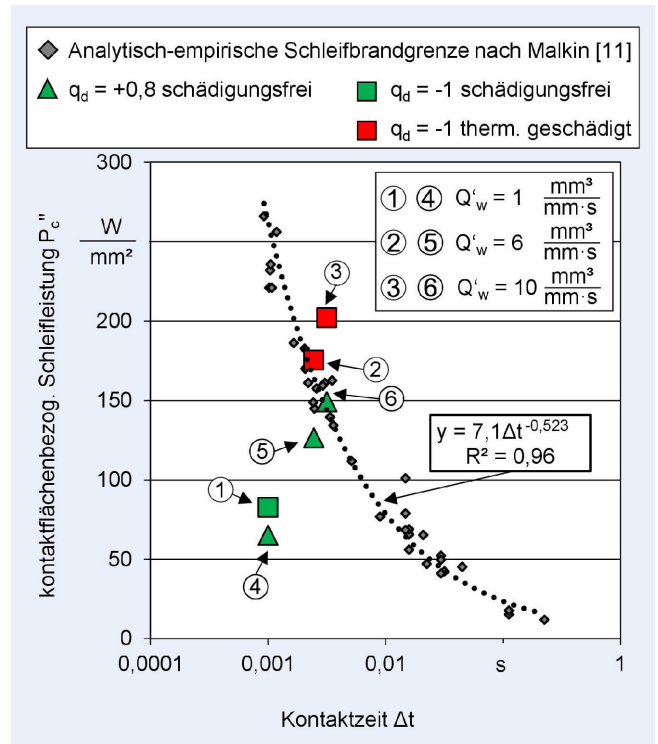 Analytisch-empirische Schleifbrandgrenze nach Malkin [11]
q_d = +0,8 schädigungsfrei
q_d = -1 schädigungsfrei
q_d = -1 therm. geschädigt
kontaktflächenbezog. Schleifleistung P_c''
300
W
mm²
200
150
100
50
0
① ④ Q'_w = 1 mm³/mm·s
② ⑤ Q'_w = 6 mm³/mm·s
③ ⑥ Q'_w = 10 mm³/mm·s
③
②
⑥
⑤
①
④
y = 7,1Δt^-0,523
R² = 0,96
0,0001 0,001 0,01 s 1
Kontaktzeit Δt